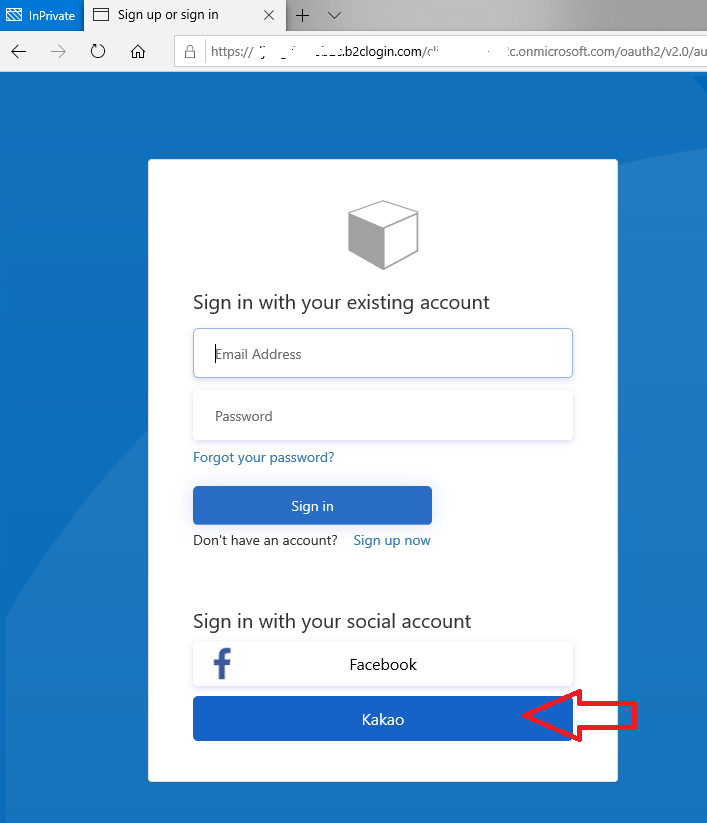 InPrivate
Sign up or sign in
https:// .b2clogin.com/ .onmicrosoft.com/oauth2/v2.0/au
Sign in with your existing account
Email Address
Password
Forgot your password?
Sign in
Don't have an account? Sign up now
Sign in with your social account
Facebook
Kakao